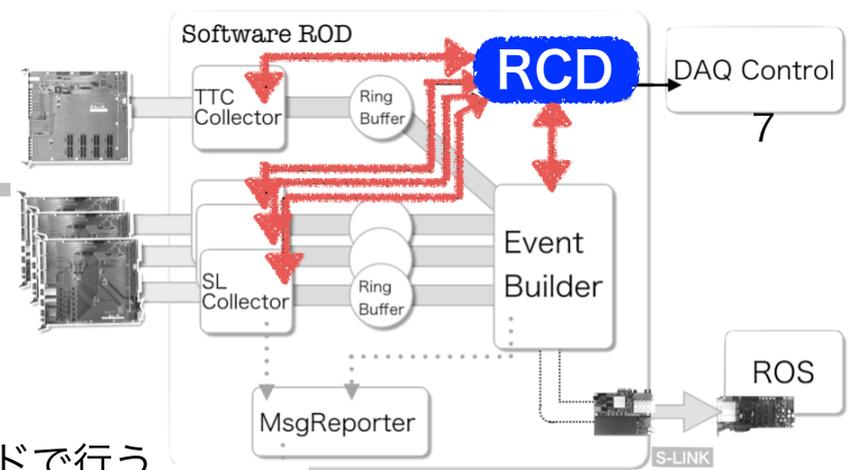 Software ROD
RCD
DAQ Control
7
TTC
Collector
Ring
Buffer
SL
Collector
Ring
Buffer
Event
Builder
MsgReporter
ROS
S-LINK
ドで行う